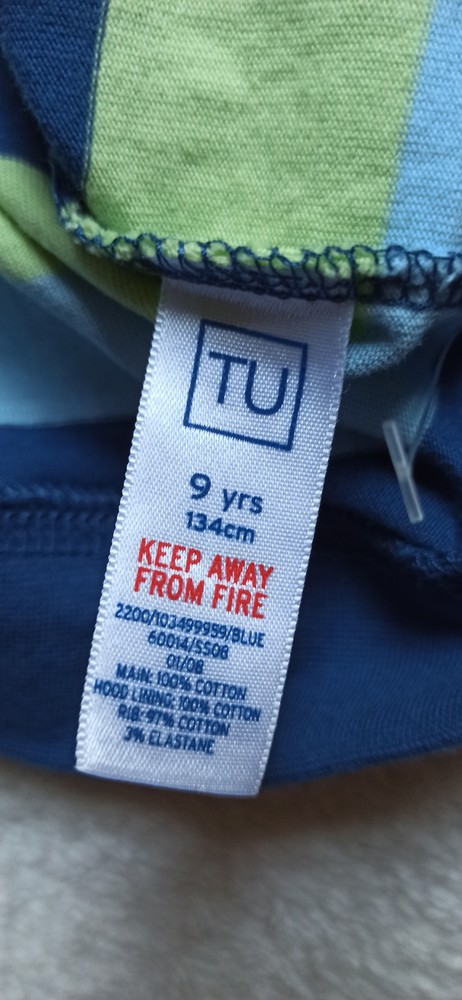 TU
9 yrs
134cm
KEEP AWAY
FROM FIRE
2200/103499959/BLUE
60014/SS08
01/08
MAIN: 100% COTTON
HOOD LINING: 100% COTTON
RIB: 97% COTTON
3% ELASTANE